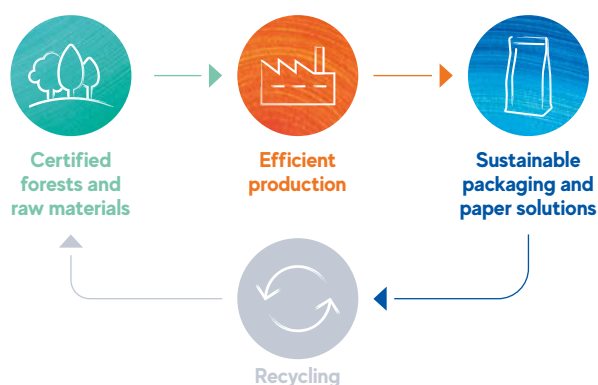 Certified
forests and
raw materials
Efficient
production
Sustainable
packaging and
paper solutions
Recycling